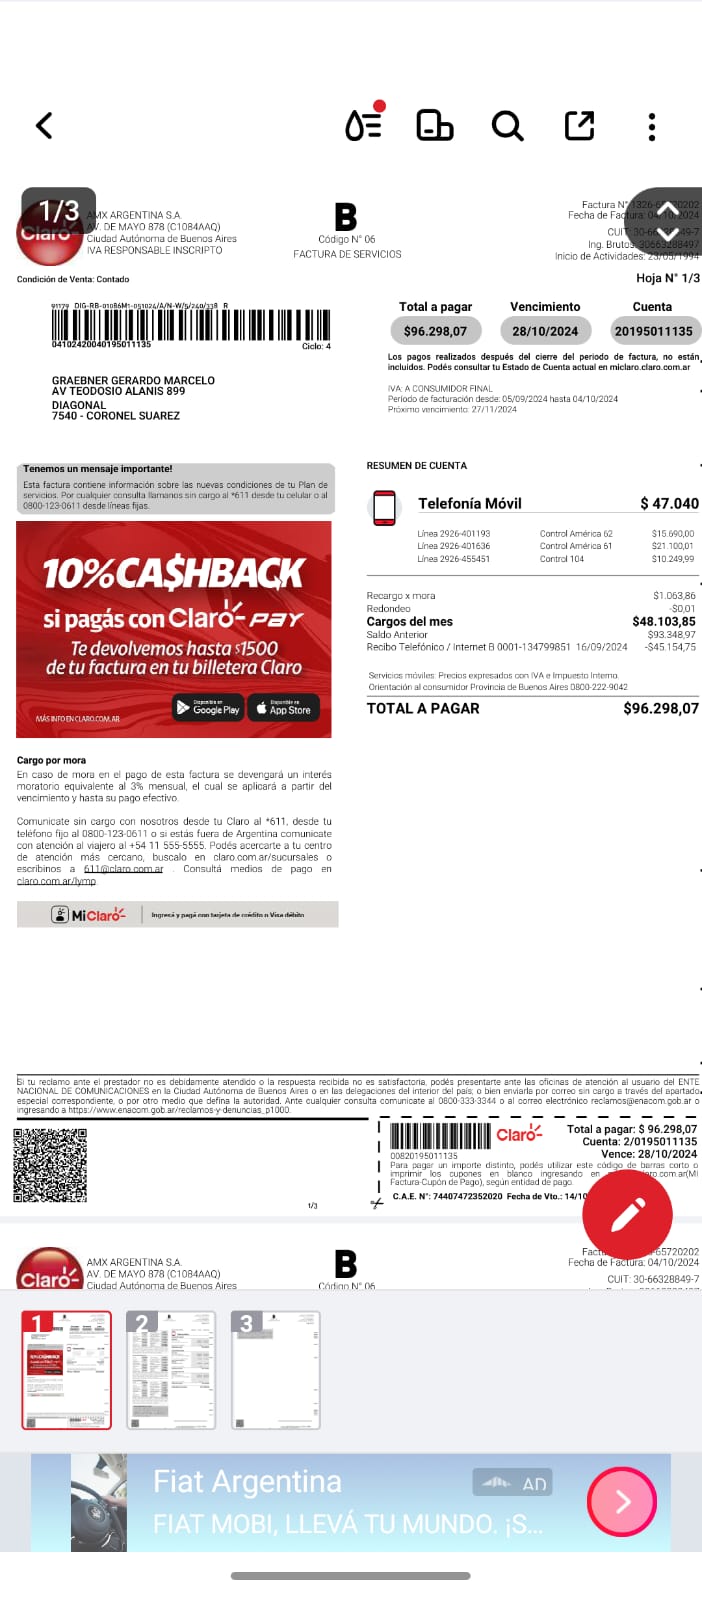 1/3
Claro
AMX ARGENTINA S.A.
AV. DE MAYO 878 (C1084AAQ)
Ciudad Autónoma de Buenos Aires
IVA RESPONSABLE INSCRIPTO
Condición de Venta: Contado
B
Código N° 06
FACTURA DE SERVICIOS
Factura N°
Fecha de Factura: 04/10/2024
CUIT: 30-66328849-7
Ing. Brutos: 30663288497
Inicio de Actividades: 23/05/1994
Hoja N° 1/3
91179 DIG-RB-01086M1-051024/A/N-W/5/240/338 R
04102420040195011135
Ciclo: 4
GRAEBNER GERARDO MARCELO
AV TEODOSIO ALANIS 899
DIAGONAL
7540 - CORONEL SUAREZ
Total a pagar Vencimiento Cuenta
$96.298,07 28/10/2024 20195011135
Los pagos realizados después del cierre del periodo de factura, no están
incluidos. Podés consultar tu Estado de Cuenta actual en miclaro.claro.com.ar
IVA: A CONSUMIDOR FINAL
Período de facturación desde: 05/09/2024 hasta 04/10/2024
Próximo vencimiento: 27/11/2024
Tenemos un mensaje importante!
Esta factura contiene información sobre las nuevas condiciones de tu Plan de
servicios. Por cualquier consulta llamanos sin cargo al *611 desde tu celular o al
0800-123-0611 desde líneas fijas.
10% CA$HBACK
si pagás con Claro PAY
Te devolvemos hasta $1500
de tu factura en tu billetera Claro
MÁS INFO EN CLARO.COM.AR
Disponible en
Google Play
Disponible en
App Store
RESUMEN DE CUENTA
Telefonía Móvil $ 47.040
Línea 2926-401193 Control América 62 $15.690,00
Línea 2926-401636 Control América 61 $21.100,01
Línea 2926-455451 Control 104 $10.249,99
Recargo x mora $1.063,86
Redondeo -$0,01
Cargos del mes $48.103,85
Saldo Anterior $93.348,97
Recibo Telefónico / Internet B 0001-134799851 16/09/2024 -$45.154,75
Servicios móviles: Precios expresados con IVA e Impuesto Interno.
Orientación al consumidor Provincia de Buenos Aires 0800-222-9042
TOTAL A PAGAR $96.298,07
Cargo por mora
En caso de mora en el pago de esta factura se devengará un interés
moratorio equivalente al 3% mensual, el cual se aplicará a partir del
vencimiento y hasta su pago efectivo.
Comunicate sin cargo con nosotros desde tu Claro al *611, desde tu
teléfono fijo al 0800-123-0611 o si estás fuera de Argentina comunicate
con atención al viajero al +54 11 555-5555. Podés acercarte a tu centro
de atención más cercano, buscalo en claro.com.ar/sucursales o
escribinos a 611@claro.com.ar . Consultá medios de pago en
claro.com.ar/lymp.
Mi Claro
Ingresá y pagá con tarjeta de crédito o Visa débito
Si tu reclamo ante el prestador no es debidamente atendido o la respuesta recibida no es satisfactoria, podés presentarte ante las oficinas de atención al usuario del ENTE
NACIONAL DE COMUNICACIONES en la Ciudad Autónoma de Buenos Aires o en las delegaciones del interior del país; o bien enviarla por correo sin cargo a través del apartado
especial correspondiente, o por otro medio que defina la autoridad. Ante cualquier consulta comunicate al 0800-333-3344 o al correo electrónico reclamos@enacom.gob.ar o
ingresando a https://www.enacom.gob.ar/reclamos-y-denuncias_p1000.
00820195011135
Claro
Total a pagar: $ 96.298,07
Cuenta: 2/0195011135
Vence: 28/10/2024
Para pagar un importe distinto, podés utilizar este código de barras corto o
imprimir los cupones en blanco ingresando en
Factura-Cupón de Pago), según entidad de pago.
C.A.E. N°: 74407472352020 Fecha de Vto.: 14/10
1/3
Claro
AMX ARGENTINA S.A.
AV. DE MAYO 878 (C1084AAQ)
Ciudad Autónoma de Buenos Aires
B
Código N° 06
65720202
Fecha de Factura: 04/10/2024
CUIT: 30-66328849-7
1
2
3
Fiat Argentina
AD
FIAT MOBI, LLEVÁ TU MUNDO. ¡S...